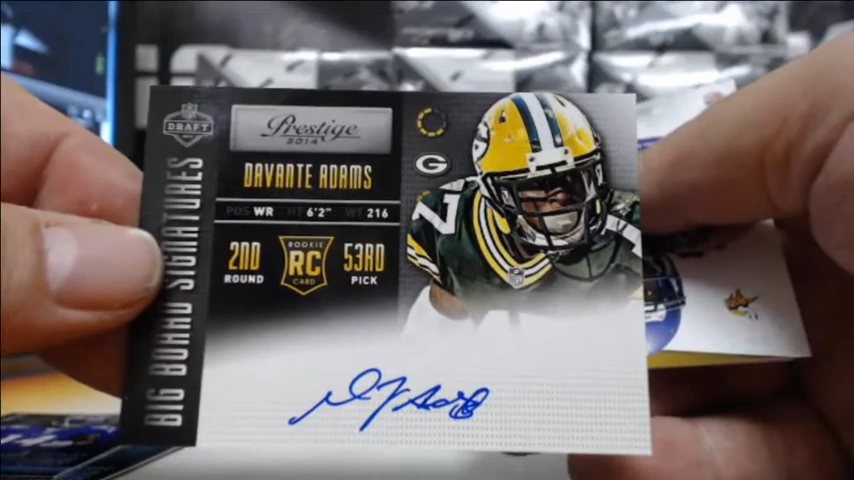 DRAFT
Prestige
2014
DAVANTE ADAMS
POS WR HT 6'2" WT 216
2ND
ROUND
ROOKIE
RC
CARD
53RD
PICK
G
BIG BOARD SIGNATURES